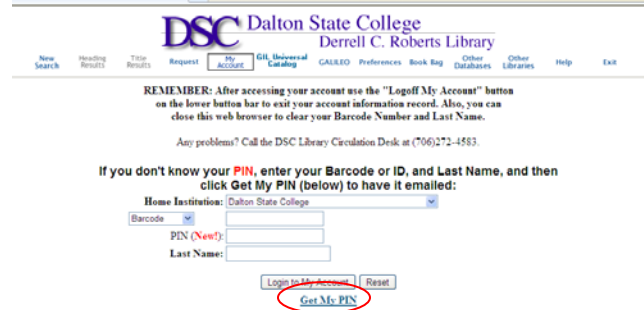 DSC Dalton State College
Derrell C. Roberts Library
New Search Heading Results Title Results Request My Account GIL Universal Catalog GALILEO Preferences Book Bag Other Databases Other Libraries Help Exit
REMEMBER: After accessing your account use the "Logoff My Account" button
on the lower button bar to exit your account information record. Also, you can
close this web browser to clear your Barcode Number and Last Name.
Any problems? Call the DSC Library Circulation Desk at (706)272-4583.
If you don't know your PIN, enter your Barcode or ID, and Last Name, and then
click Get My PIN (below) to have it emailed:
Home Institution: Dalton State College
Barcode
PIN (New!):
Last Name:
Login to My Account Reset
Get My PIN